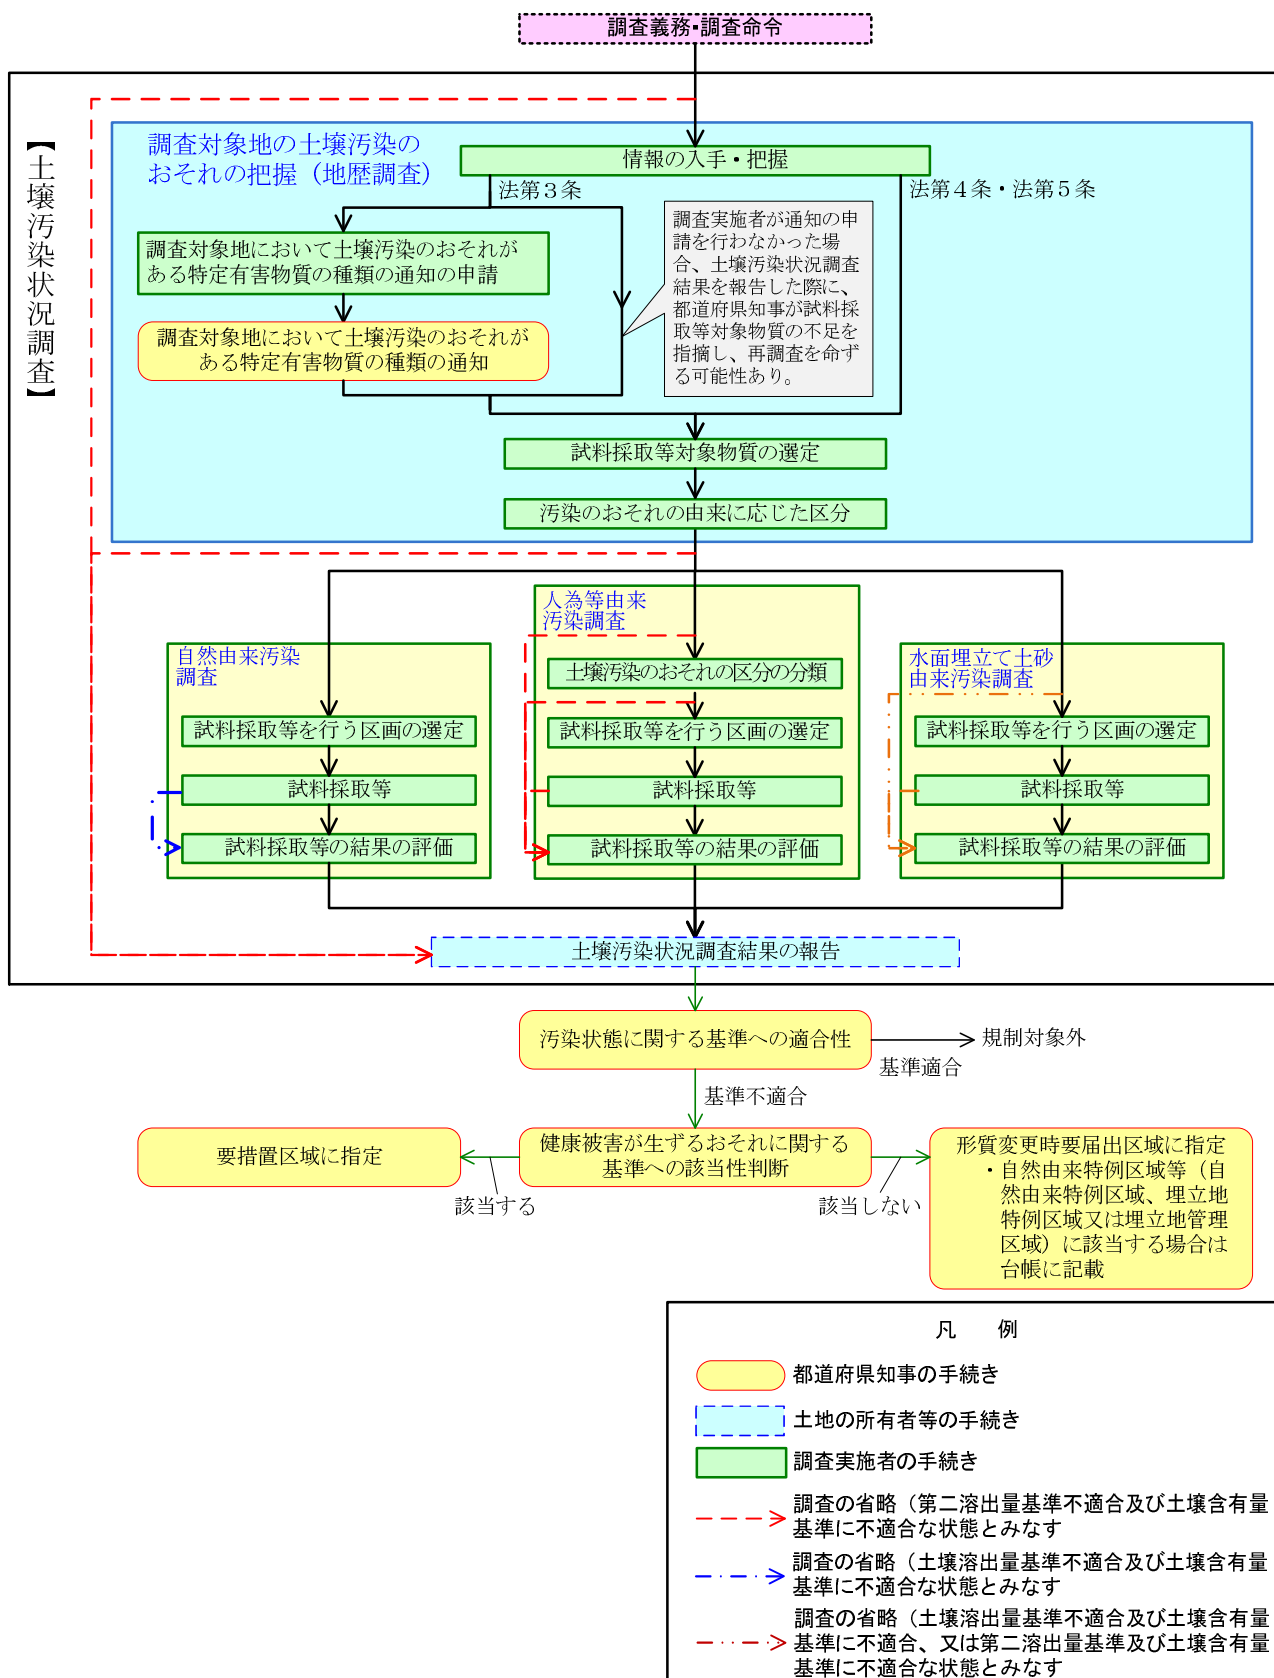 調査義務・調査命令
【土壌汚染状況調査】
調査対象地の土壌汚染の
おそれの把握（地歴調査）
情報の入手・把握
法第３条
法第４条・法第５条
調査対象地において土壌汚染のおそれが
ある特定有害物質の種類の通知の申請
調査実施者が通知の申
請を行わなかった場
合、土壌汚染状況調査
結果を報告した際に、
都道府県知事が試料採
取等対象物質の不足を
指摘し、再調査を命ず
る可能性あり。
調査対象地において土壌汚染のおそれが
ある特定有害物質の種類の通知
試料採取等対象物質の選定
汚染のおそれの由来に応じた区分
自然由来汚染
調査
試料採取等を行う区画の選定
試料採取等
試料採取等の結果の評価
人為等由来
汚染調査
土壌汚染のおそれの区分の分類
試料採取等を行う区画の選定
試料採取等
試料採取等の結果の評価
水面埋立て土砂
由来汚染調査
試料採取等を行う区画の選定
試料採取等
試料採取等の結果の評価
土壌汚染状況調査結果の報告
汚染状態に関する基準への適合性
規制対象外
基準適合
基準不適合
要措置区域に指定
健康被害が生ずるおそれに関する
基準への該当性判断
該当する
該当しない
形質変更時要届出区域に指定
・自然由来特例区域等（自
然由来特例区域、埋立地
特例区域又は埋立地管理
区域）に該当する場合は
台帳に記載
凡　例
都道府県知事の手続き
土地の所有者等の手続き
調査実施者の手続き
調査の省略（第二溶出量基準不適合及び土壌含有量
基準に不適合な状態とみなす
調査の省略（土壌溶出量基準不適合及び土壌含有量
基準に不適合な状態とみなす
調査の省略（土壌溶出量基準不適合及び土壌含有量
基準に不適合、又は第二溶出量基準及び土壌含有量
基準に不適合な状態とみなす